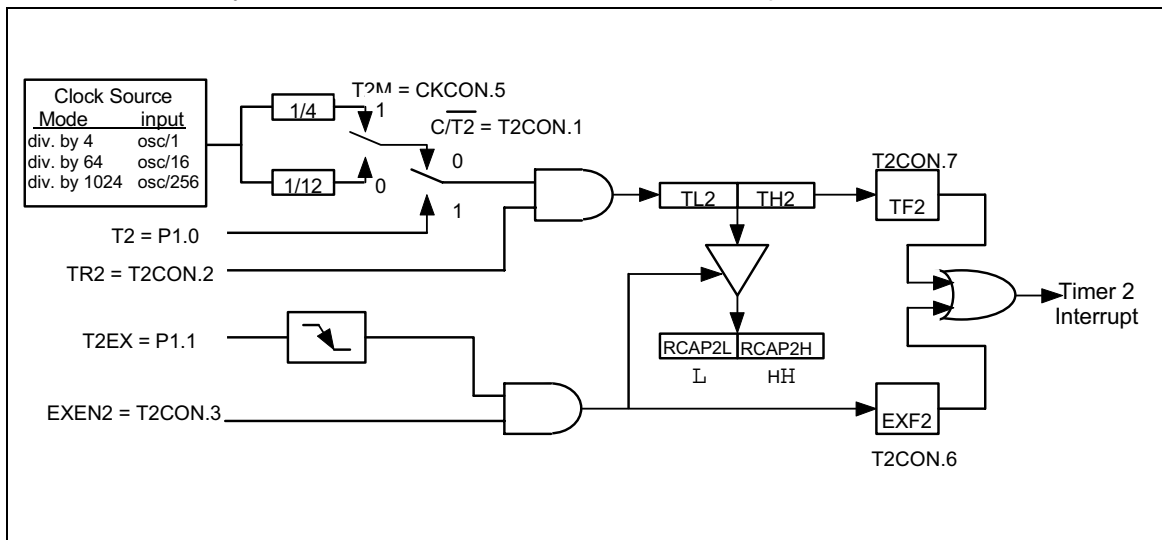 Clock Source
Mode input
div. by 4 osc/1
div. by 64 osc/16
div. by 1024 osc/256
1/4
1/12
T2M = CKCON.5
1
0
C/T2 = T2CON.1
0
1
T2 = P1.0
TR2 = T2CON.2
TL2 TH2
T2CON.7
TF2
T2EX = P1.1
EXEN2 = T2CON.3
RCAP2L RCAP2H
L HH
EXF2
T2CON.6
Timer 2
Interrupt